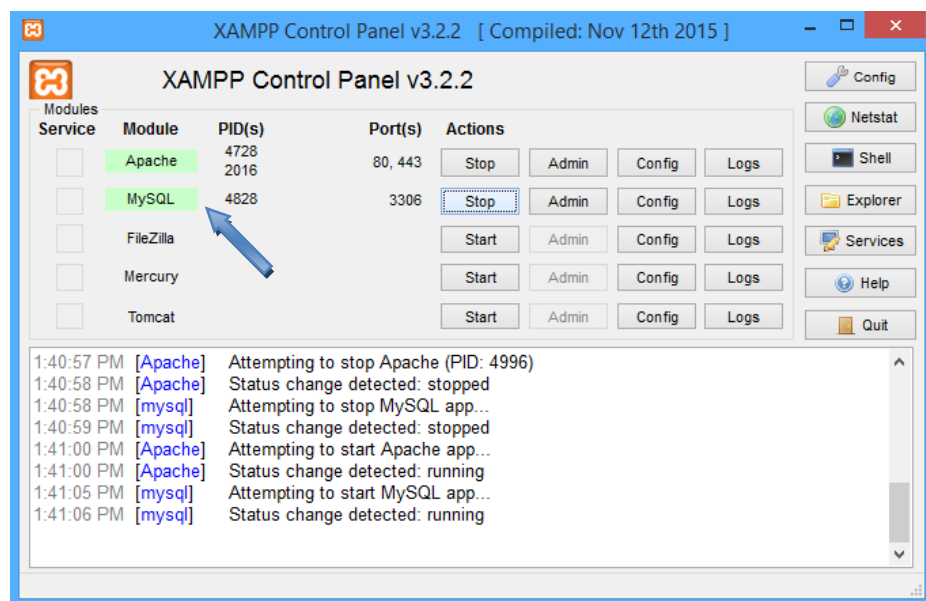 XAMPP Control Panel v3.2.2 [ Compiled: Nov 12th 2015 ]
XAMPP Control Panel v3.2.2
Config
Modules
Service Module PID(s) Port(s) Actions
Netstat
Apache 4728 2016 80, 443 Stop Admin Config Logs
Shell
MySQL 4828 3306 Stop Admin Config Logs
Explorer
FileZilla Start Admin Config Logs
Services
Mercury Start Admin Config Logs
Help
Tomcat Start Admin Config Logs
Quit
1:40:57 PM [Apache] Attempting to stop Apache (PID: 4996)
1:40:58 PM [Apache] Status change detected: stopped
1:40:58 PM [mysql] Attempting to stop MySQL app...
1:40:59 PM [mysql] Status change detected: stopped
1:41:00 PM [Apache] Attempting to start Apache app...
1:41:00 PM [Apache] Status change detected: running
1:41:05 PM [mysql] Attempting to start MySQL app...
1:41:06 PM [mysql] Status change detected: running